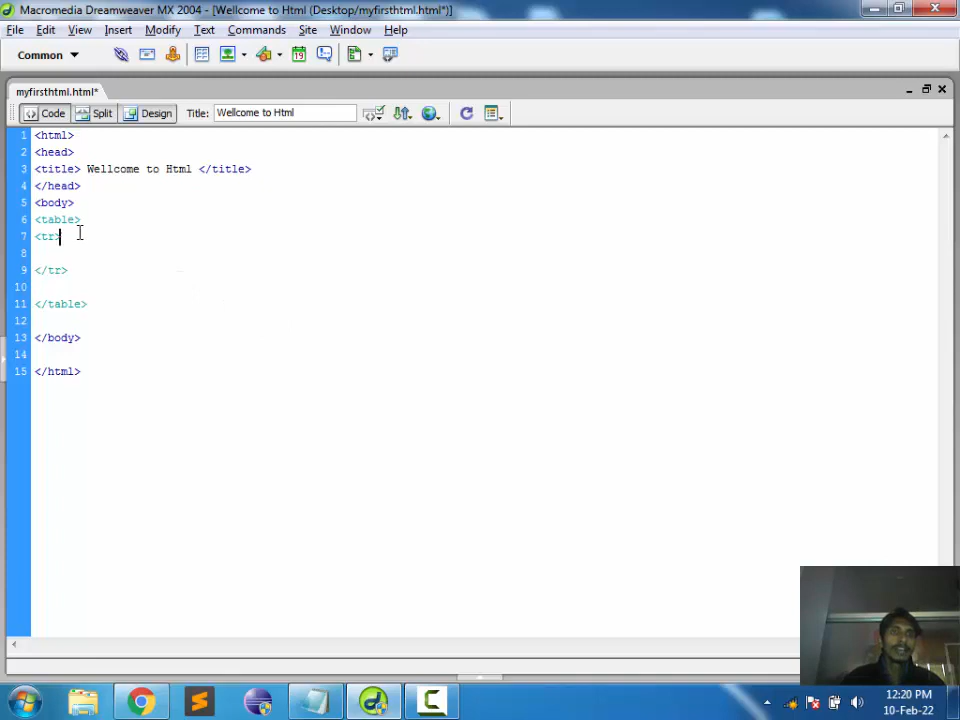 Macromedia Dreamweaver MX 2004 - [Wellcome to Html (Desktop/myfirsthtml.html*)]
File Edit View Insert Modify Text Commands Site Window Help
Common
myfirsthtml.html*
Code Split Design Title: Wellcome to Html
1 <html>
2 <head>
3 <title> Wellcome to Html </title>
4 </head>
5 <body>
6 <table>
7 <tr>
8
9 </tr>
10
11 </table>
12
13 </body>
14
15 </html>
12:20 PM
10-Feb-22